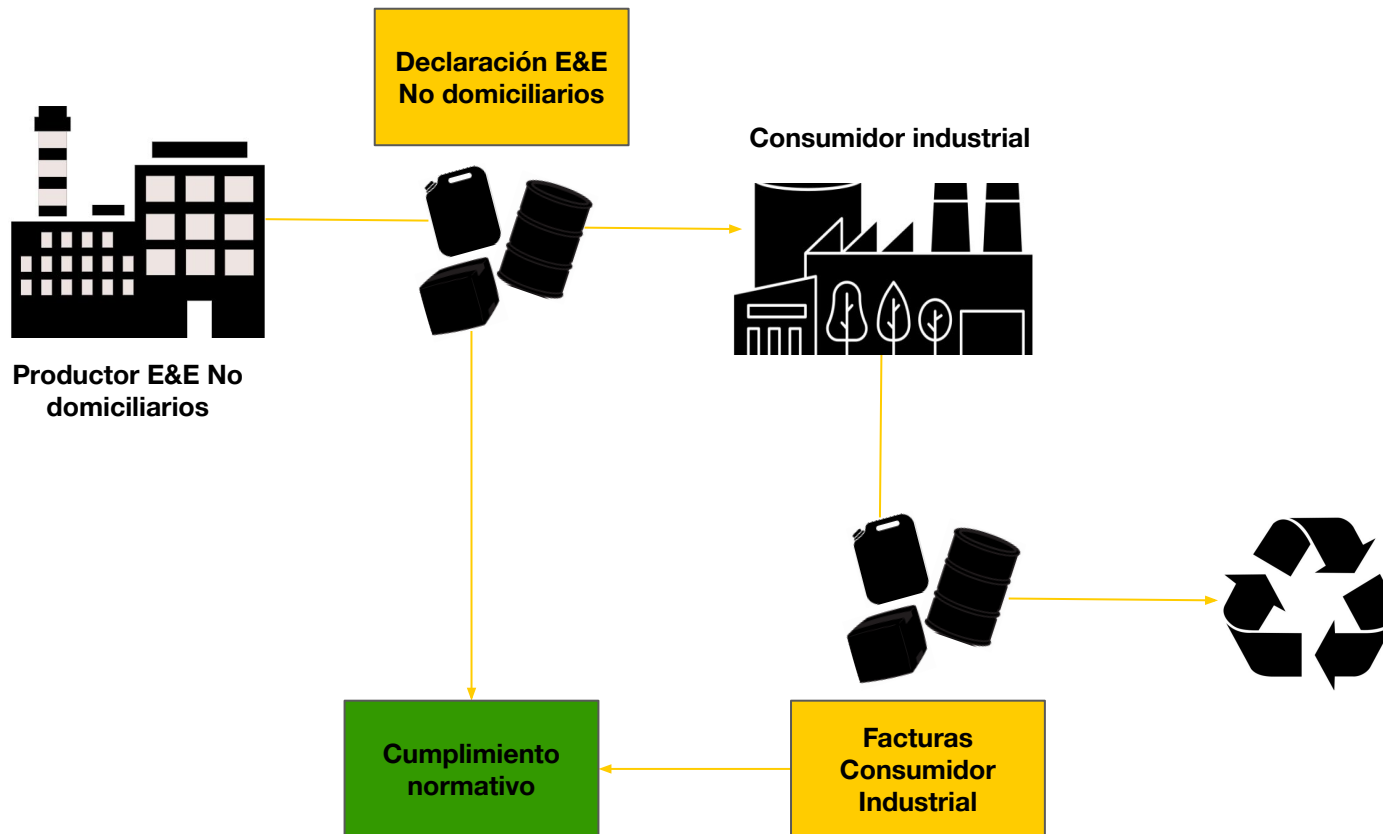 Declaración E&E
No domiciliarios
Consumidor industrial
Productor E&E No
domiciliarios
Cumplimiento
normativo
Facturas
Consumidor
Industrial